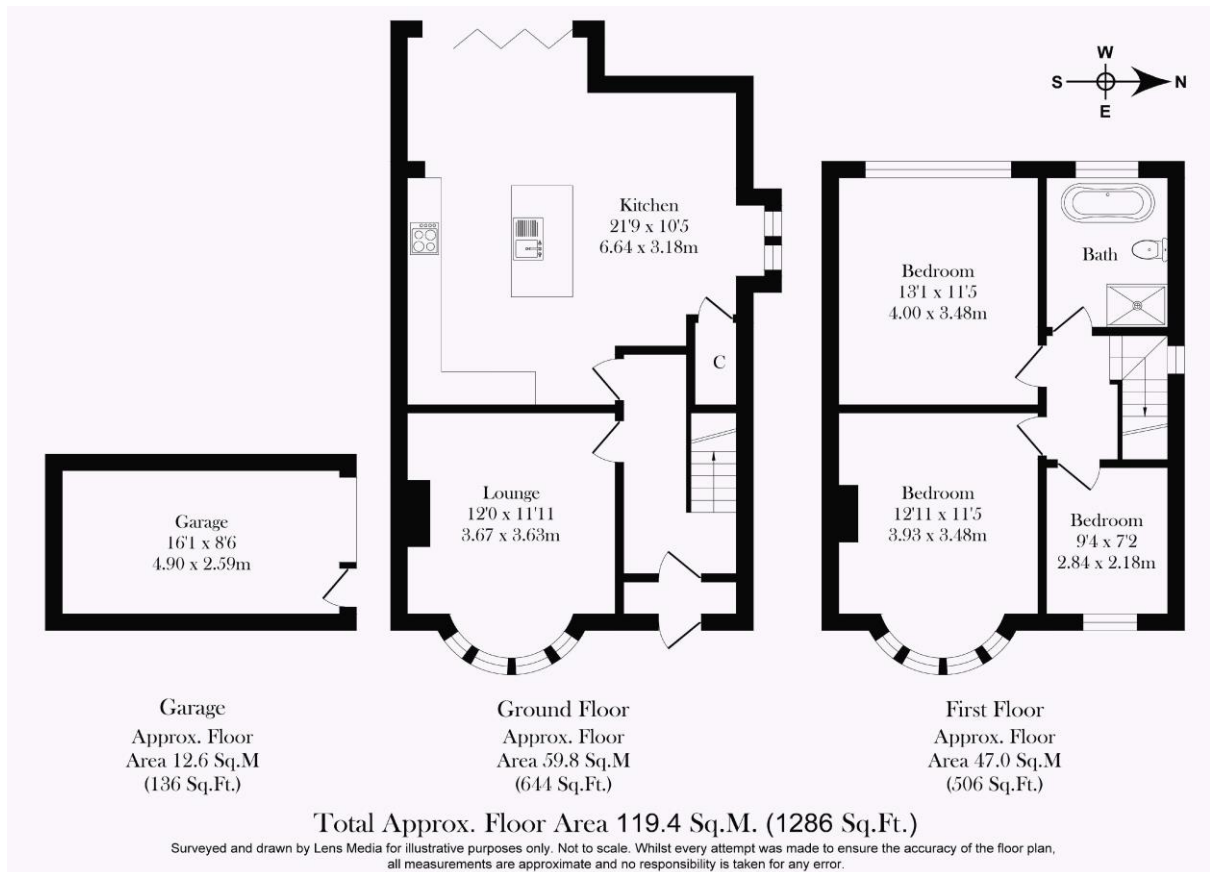 W
S N
E
Kitchen
21'9 x 10'5
6.64 x 3.18m
C
Lounge
12'0 x 11'11
3.67 x 3.63m
Garage
16'1 x 8'6
4.90 x 2.59m
Bedroom
13'1 x 11'5
4.00 x 3.48m
Bath
Bedroom
12'11 x 11'5
3.93 x 3.48m
Bedroom
9'4 x 7'2
2.84 x 2.18m
Garage
Approx. Floor
Area 12.6 Sq.M
(136 Sq.Ft.)
Ground Floor
Approx. Floor
Area 59.8 Sq.M
(644 Sq.Ft.)
First Floor
Approx. Floor
Area 47.0 Sq.M
(506 Sq.Ft.)
Total Approx. Floor Area 119.4 Sq.M. (1286 Sq.Ft.)
Surveyed and drawn by Lens Media for illustrative purposes only. Not to scale. Whilst every attempt was made to ensure the accuracy of the floor plan,
all measurements are approximate and no responsibility is taken for any error.